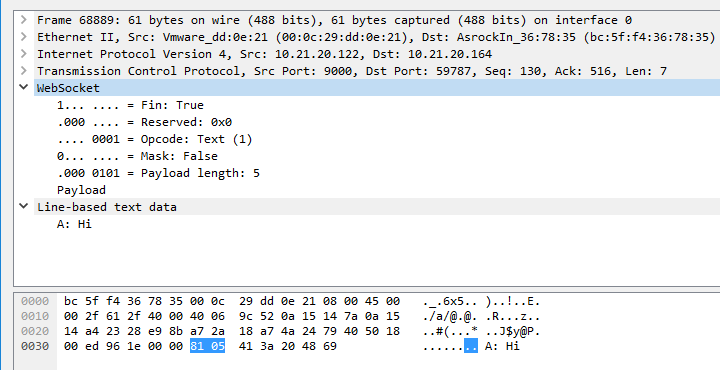 Frame 68889: 61 bytes on wire (488 bits), 61 bytes captured (488 bits) on interface 0
Ethernet II, Src: Vmware_dd:0e:21 (00:0c:29:dd:0e:21), Dst: AsrockIn_36:78:35 (bc:5f:f4:36:78:35)
Internet Protocol Version 4, Src: 10.21.20.122, Dst: 10.21.20.164
Transmission Control Protocol, Src Port: 9000, Dst Port: 59787, Seq: 130, Ack: 516, Len: 7
WebSocket
1... .... = Fin: True
.000 .... = Reserved: 0x0
.... 0001 = Opcode: Text (1)
0... .... = Mask: False
.000 0101 = Payload length: 5
Payload
Line-based text data
A: Hi
0000 bc 5f f4 36 78 35 00 0c 29 dd 0e 21 08 00 45 00 ._.6x5.. )..!..E.
0010 00 2f 61 2f 40 00 40 06 9c 52 0a 15 14 7a 0a 15 ./a/@.@. .R...z..
0020 14 a4 23 28 e9 8b a7 2a 18 a7 4a 24 79 40 50 18 ..#(...* ..J$y@P.
0030 00 ed 96 1e 00 00 81 05 41 3a 20 48 69 ........ A: Hi